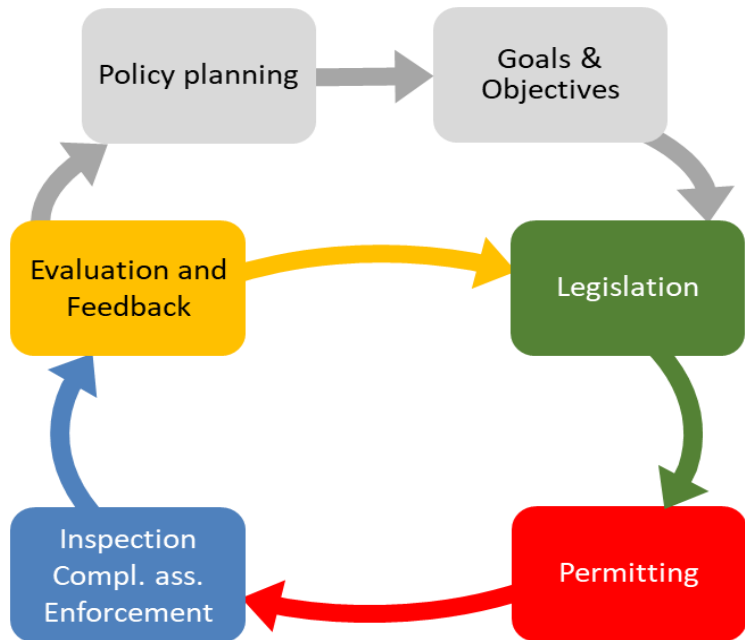 Policy planning
Goals &
Objectives
Evaluation and
Feedback
Legislation
Inspection
Compl. ass.
Enforcement
Permitting